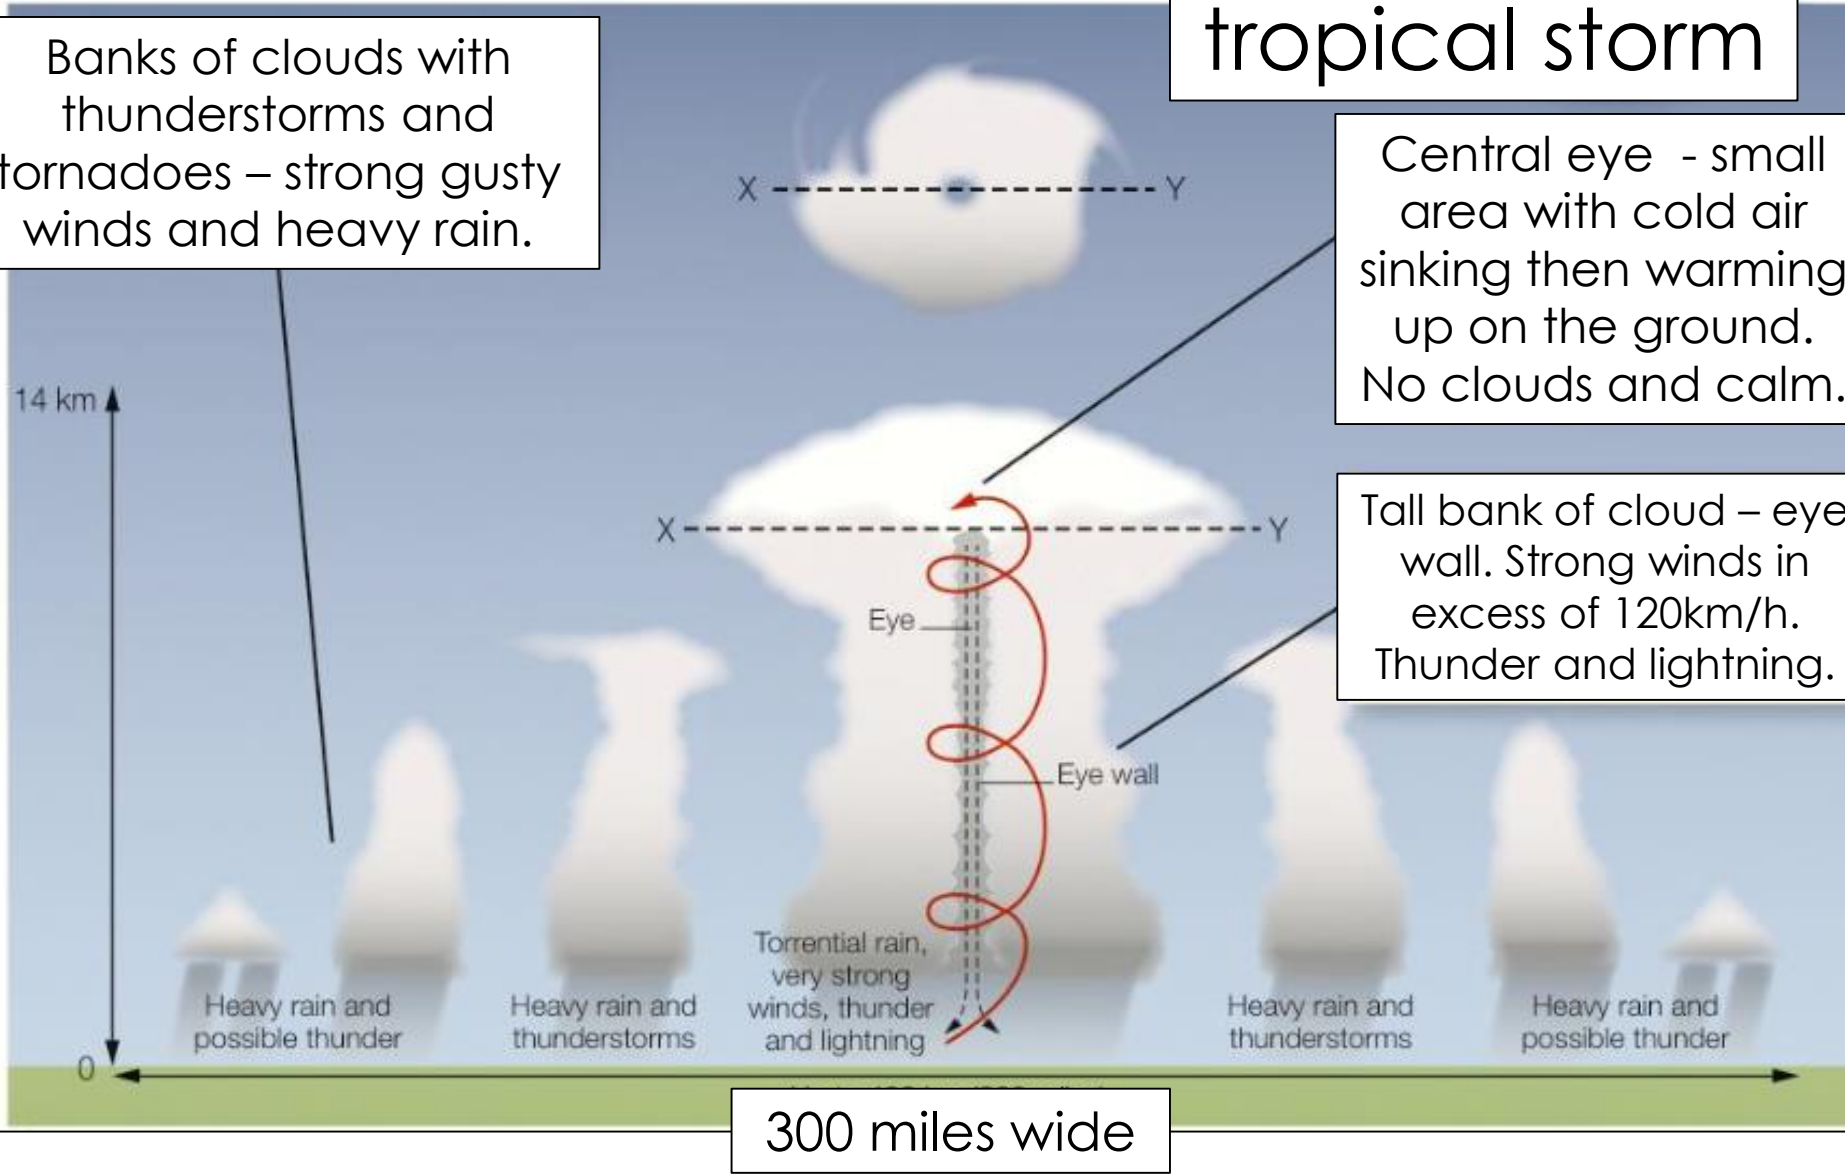 tropical storm
Banks of clouds with
thunderstorms and
tornadoes – strong gusty
winds and heavy rain.
Central eye - small
area with cold air
sinking then warming
up on the ground.
No clouds and calm.
X
Y
14 km
Tall bank of cloud – eye
wall. Strong winds in
excess of 120km/h.
Thunder and lightning.
X
Y
Eye
Eye wall
Heavy rain and
possible thunder
Heavy rain and
thunderstorms
Torrential rain,
very strong
winds, thunder
and lightning
Heavy rain and
thunderstorms
Heavy rain and
possible thunder
0
300 miles wide